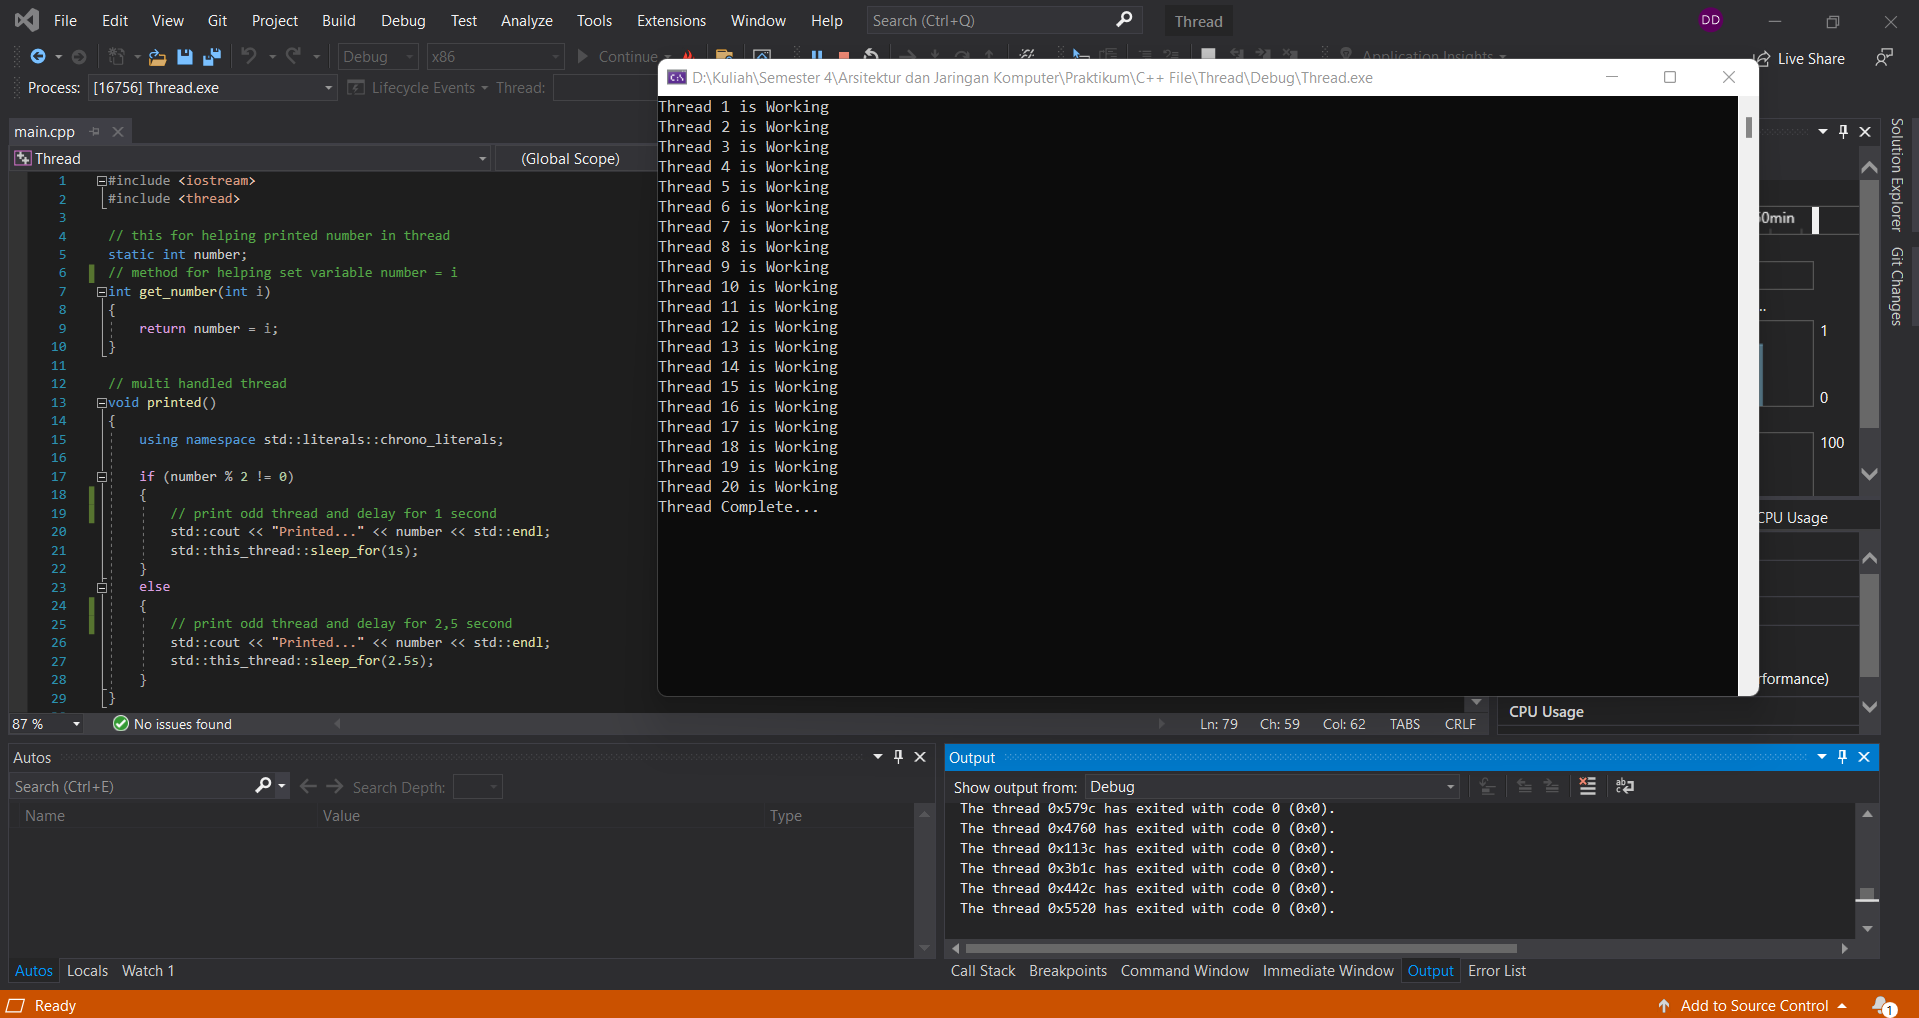 File Edit View Git Project Build Debug Test Analyze Tools Extensions Window Help Search (Ctrl+Q) Thread DD
Debug x86 Continue Application Insights Live Share
Process: [16756] Thread.exe Lifecycle Events Thread:
main.cpp
Thread (Global Scope)
1 #include <iostream>
2 #include <thread>
3
4 // this for helping printed number in thread
5 static int number;
6 // method for helping set variable number = i
7 int get_number(int i)
8 {
9 return number = i;
10 }
11
12 // multi handled thread
13 void printed()
14 {
15 using namespace std::literals::chrono_literals;
16
17 if (number % 2 != 0)
18 {
19 // print odd thread and delay for 1 second
20 std::cout << "Printed..." << number << std::endl;
21 std::this_thread::sleep_for(1s);
22 }
23 else
24 {
25 // print odd thread and delay for 2,5 second
26 std::cout << "Printed..." << number << std::endl;
27 std::this_thread::sleep_for(2.5s);
28 }
29 }
87 % No issues found Ln: 79 Ch: 59 Col: 62 TABS CRLF
D:\Kuliah\Semester 4\Arsitektur dan Jaringan Komputer\Praktikum\C++ File\Thread\Debug\Thread.exe
Thread 1 is Working
Thread 2 is Working
Thread 3 is Working
Thread 4 is Working
Thread 5 is Working
Thread 6 is Working
Thread 7 is Working
Thread 8 is Working
Thread 9 is Working
Thread 10 is Working
Thread 11 is Working
Thread 12 is Working
Thread 13 is Working
Thread 14 is Working
Thread 15 is Working
Thread 16 is Working
Thread 17 is Working
Thread 18 is Working
Thread 19 is Working
Thread 20 is Working
Thread Complete...
1
0
100
CPU Usage
CPU Usage
Solution Explorer
Git Changes
Autos
Search (Ctrl+E) Search Depth:
Name Value Type
Autos Locals Watch 1
Output
Show output from: Debug
The thread 0x579c has exited with code 0 (0x0).
The thread 0x4760 has exited with code 0 (0x0).
The thread 0x113c has exited with code 0 (0x0).
The thread 0x3b1c has exited with code 0 (0x0).
The thread 0x442c has exited with code 0 (0x0).
The thread 0x5520 has exited with code 0 (0x0).
Call Stack Breakpoints Command Window Immediate Window Output Error List
Ready Add to Source Control 1